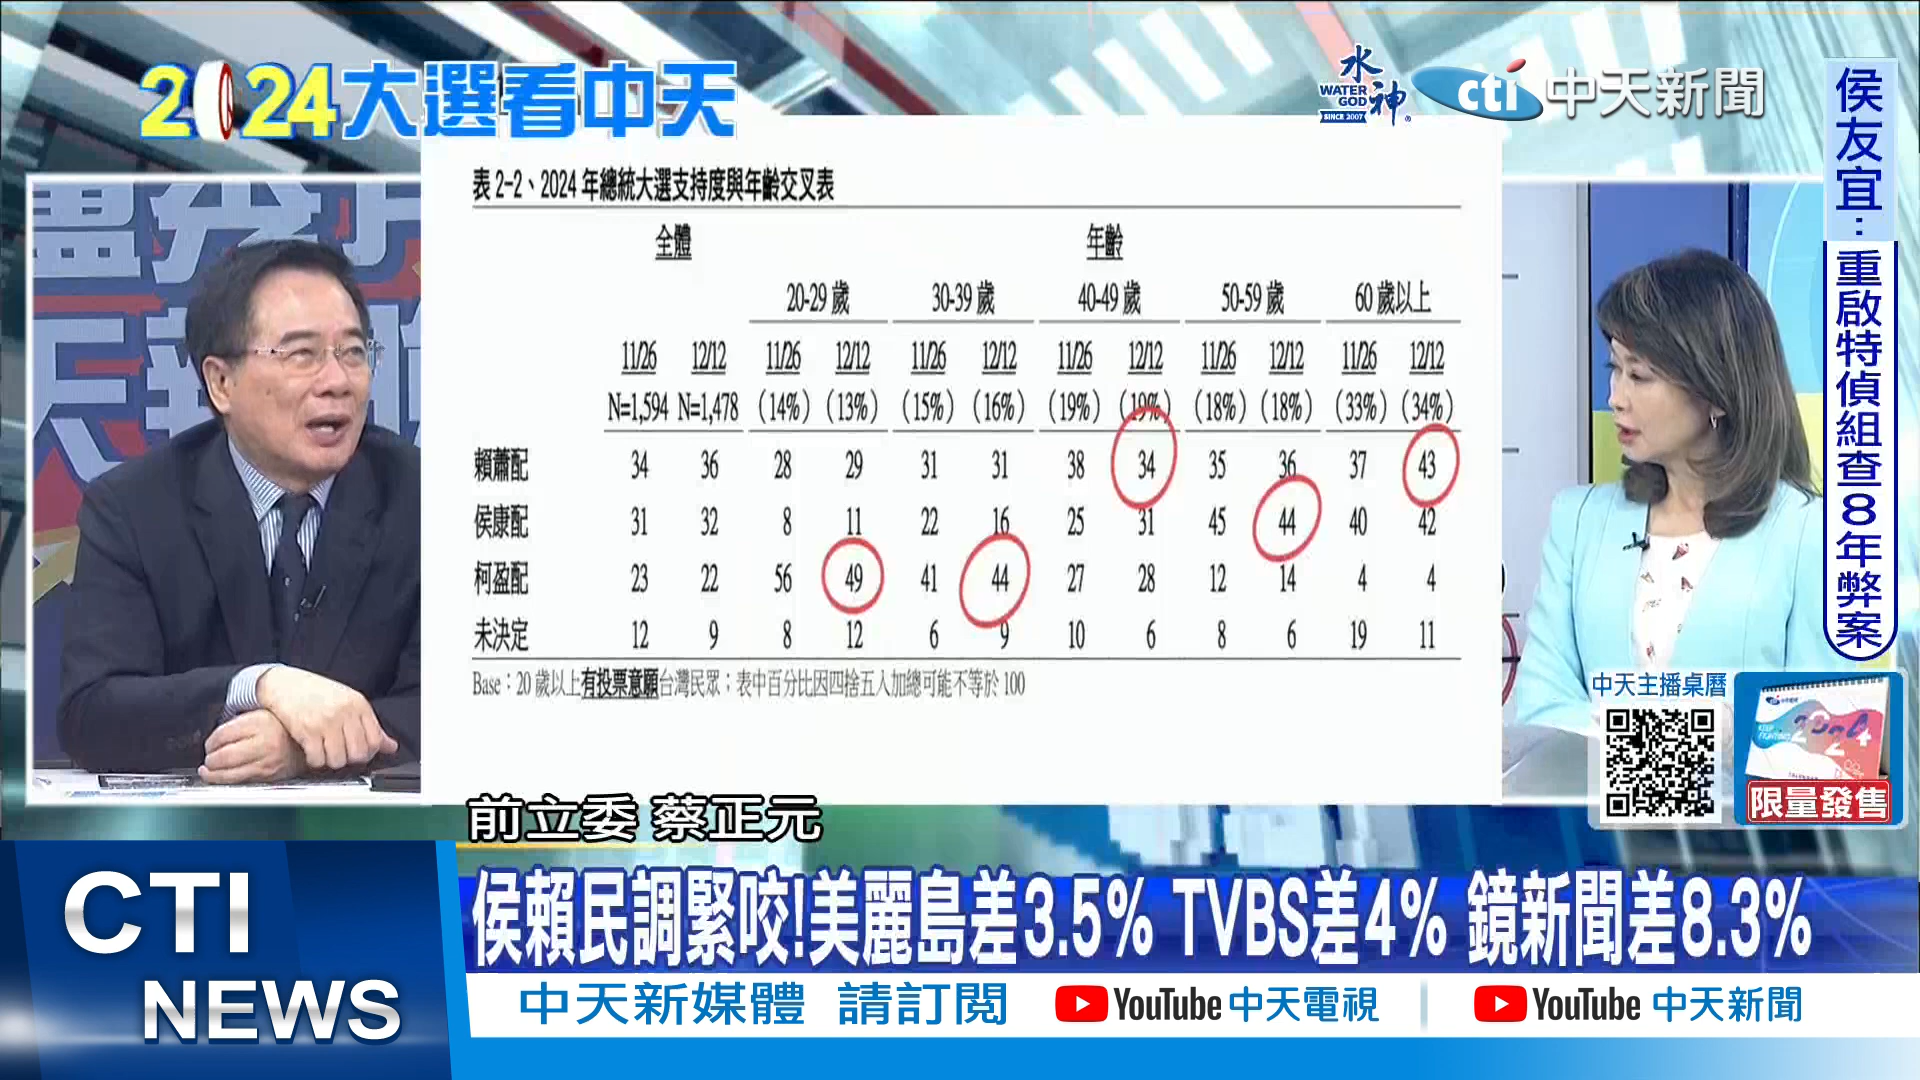 2024大選看中天
水神
WATER GOD
SINCE 2007
cti 中天新聞
侯友宜：重啟特偵組查8年弊案
表2-2、2024年總統大選支持度與年齡交叉表
全體 年齡
20-29歲 30-39歲 40-49歲 50-59歲 60歲以上
11/26 12/12 11/26 12/12 11/26 12/12 11/26 12/12 11/26 12/12 11/26 12/12
N=1,594 N=1,478 (14%) (13%) (15%) (16%) (19%) (19%) (18%) (18%) (33%) (34%)
賴蕭配 34 36 28 29 31 31 38 34 35 36 37 43
侯康配 31 32 8 11 22 16 25 31 45 44 40 42
柯盈配 23 22 56 49 41 44 27 28 12 14 4 4
未決定 12 9 8 12 6 9 10 6 8 6 19 11
Base：20歲以上有投票意願台灣民眾；表中百分比因四捨五入加總可能不等於100
中天主播桌曆
2024
限量發售
前立委 蔡正元
侯賴民調緊咬!美麗島差3.5% TVBS差4% 鏡新聞差8.3%
CTI
NEWS
中天新媒體 請訂閱 YouTube 中天電視 YouTube 中天新聞